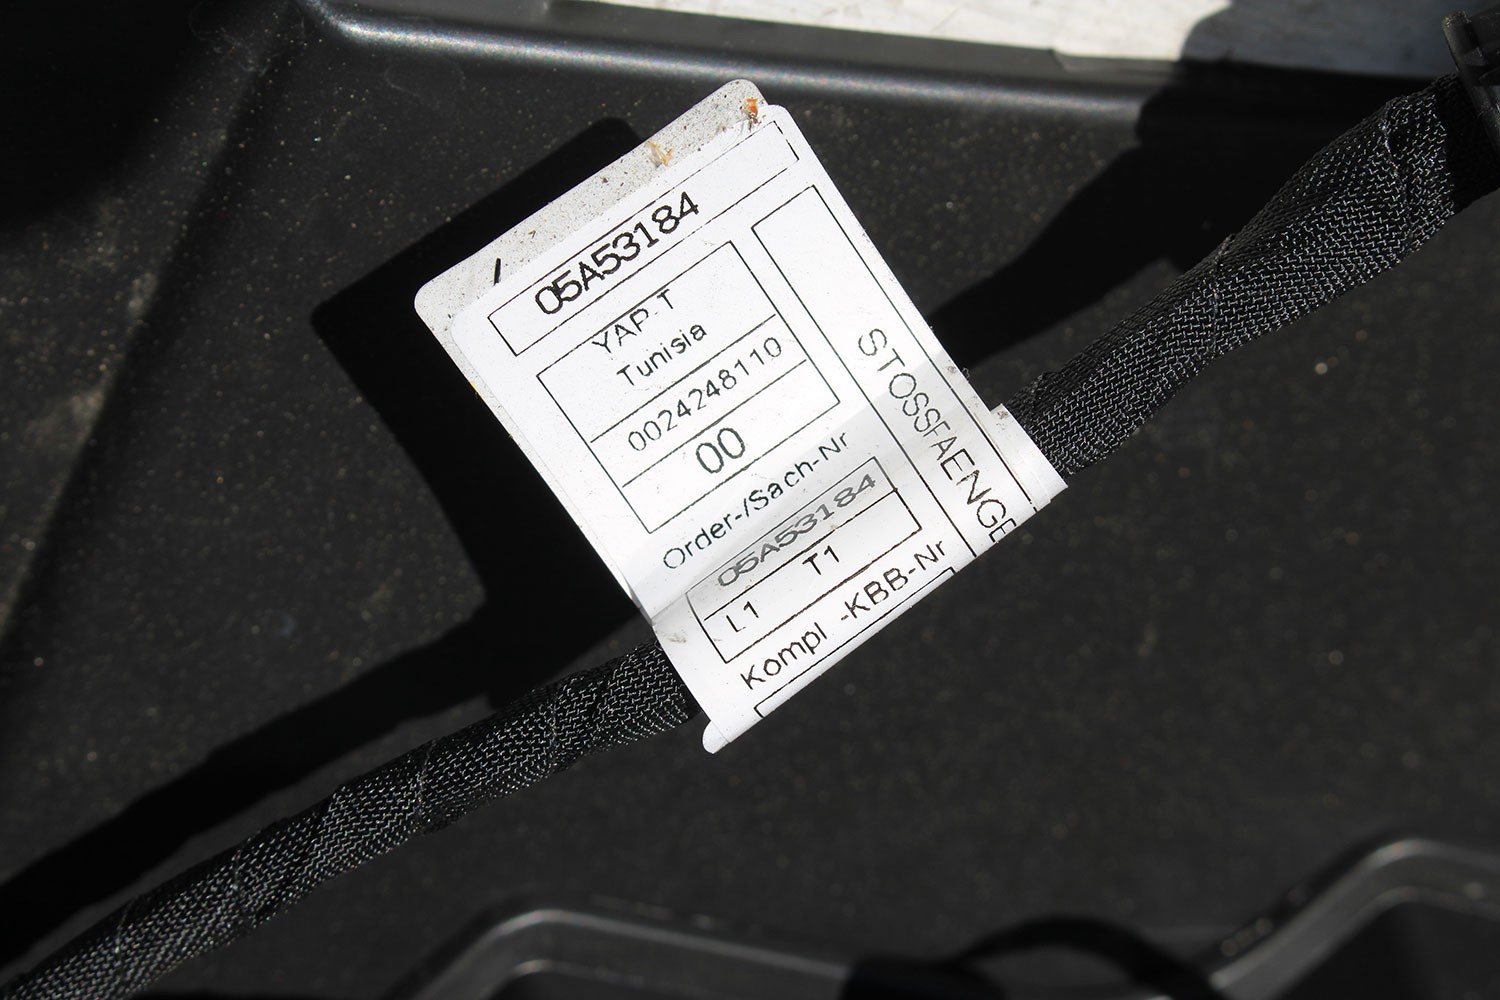 05A53184
YAP-T
Tunisia
0024248110
00
Order-/Sach-Nr
05A53184
L1 T1
Kompl -KBB-Nr
STOSSFAENGE